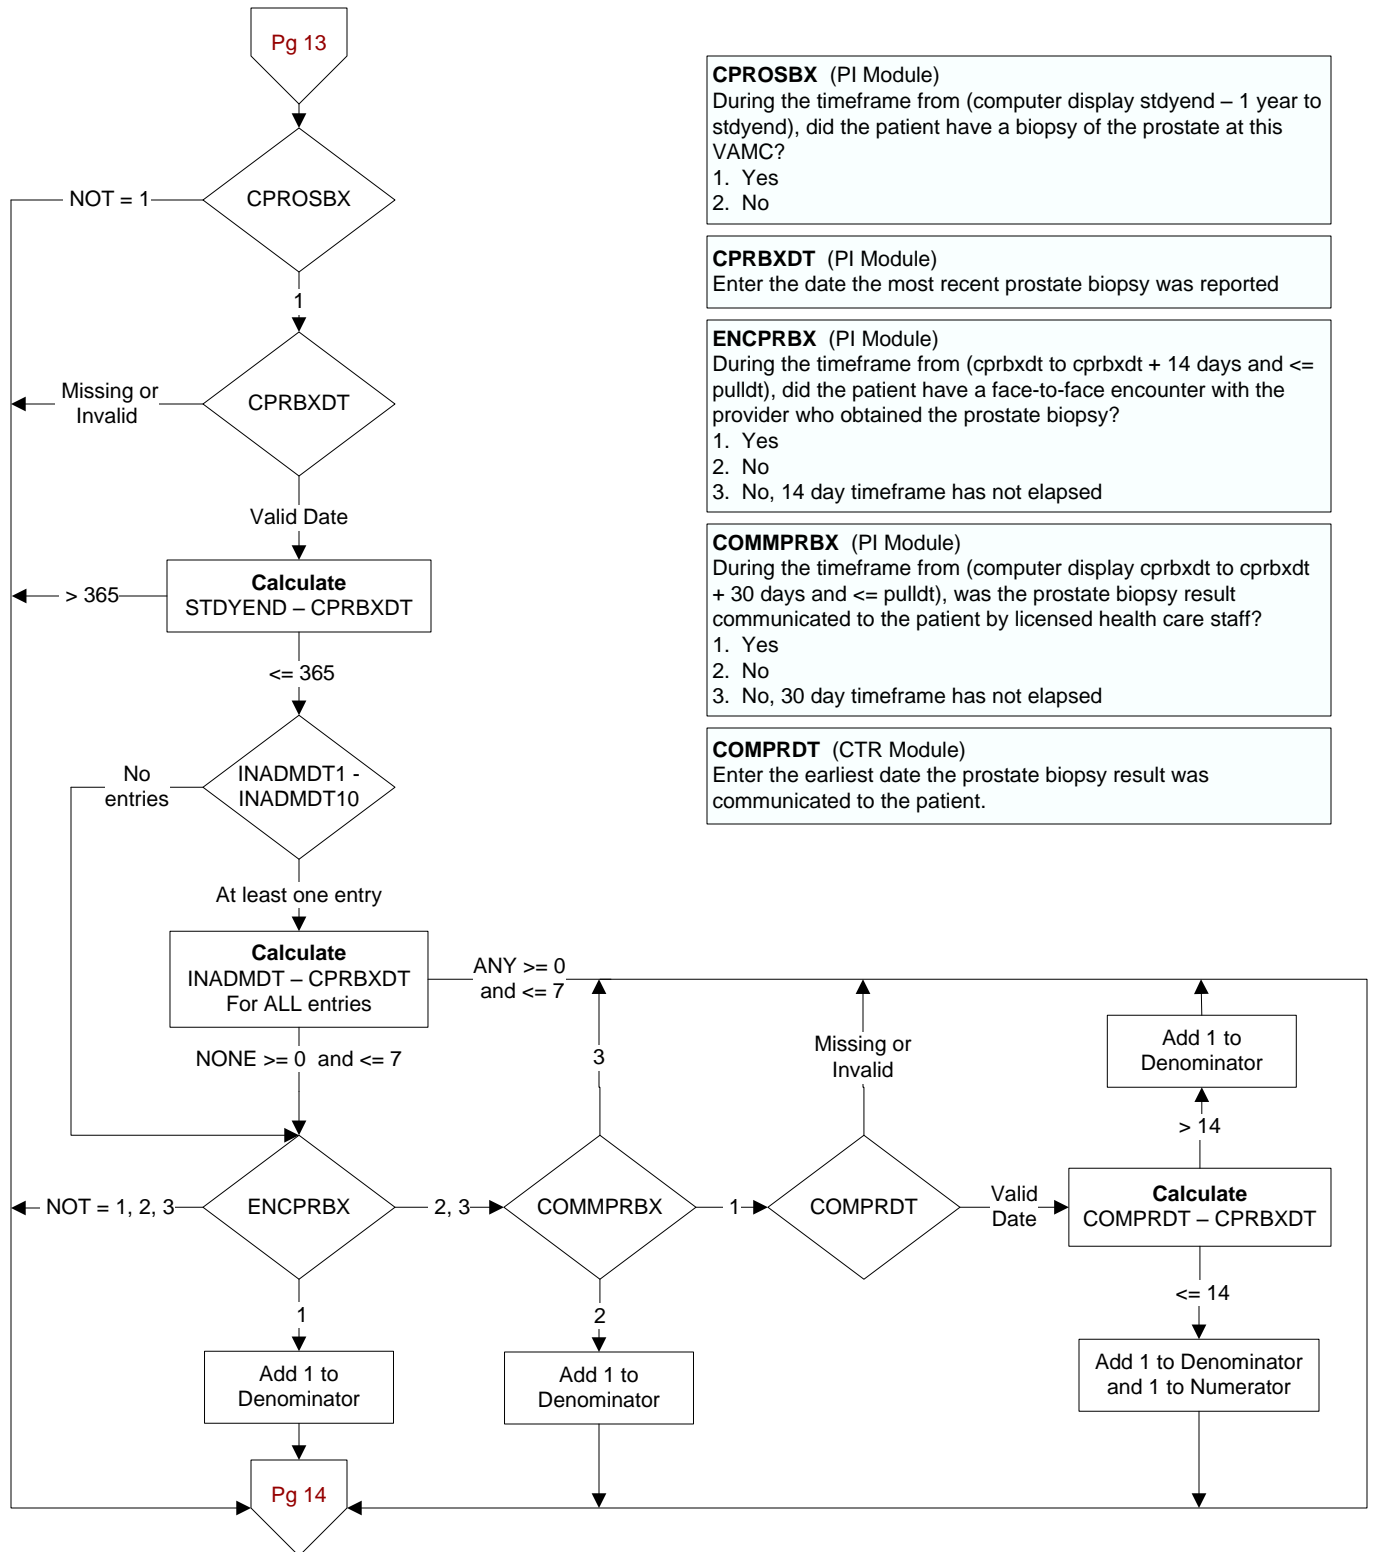 Pg 13
CPROSBX (PI Module)
During the timeframe from (computer display stdyend – 1 year to
stdyend), did the patient have a biopsy of the prostate at this
VAMC?
1. Yes
2. No
CPRBXDT (PI Module)
Enter the date the most recent prostate biopsy was reported
ENCPRBX (PI Module)
During the timeframe from (cprbxdt to cprbxdt + 14 days and <=
pulldt), did the patient have a face-to-face encounter with the
provider who obtained the prostate biopsy?
1. Yes
2. No
3. No, 14 day timeframe has not elapsed
COMMPRBX (PI Module)
During the timeframe from (computer display cprbxdt to cprbxdt
+ 30 days and <= pulldt), was the prostate biopsy result
communicated to the patient by licensed health care staff?
1. Yes
2. No
3. No, 30 day timeframe has not elapsed
COMPRDT (CTR Module)
Enter the earliest date the prostate biopsy result was
communicated to the patient.
NOT = 1
CPROSBX
1
Missing or
Invalid
CPRBXDT
Valid Date
> 365
Calculate
STDYEND – CPRBXDT
<= 365
No
entries
INADMDT1 -
INADMDT10
At least one entry
Calculate
INADMDT – CPRBXDT
For ALL entries
ANY >= 0
and <= 7
NONE >= 0 and <= 7
3
Missing or
Invalid
Add 1 to
Denominator
> 14
NOT = 1, 2, 3
ENCPRBX
2, 3
COMMPRBX
1
COMPRDT
Valid
Date
Calculate
COMPRDT – CPRBXDT
1
2
<= 14
Add 1 to
Denominator
Add 1 to
Denominator
Add 1 to Denominator
and 1 to Numerator
Pg 14